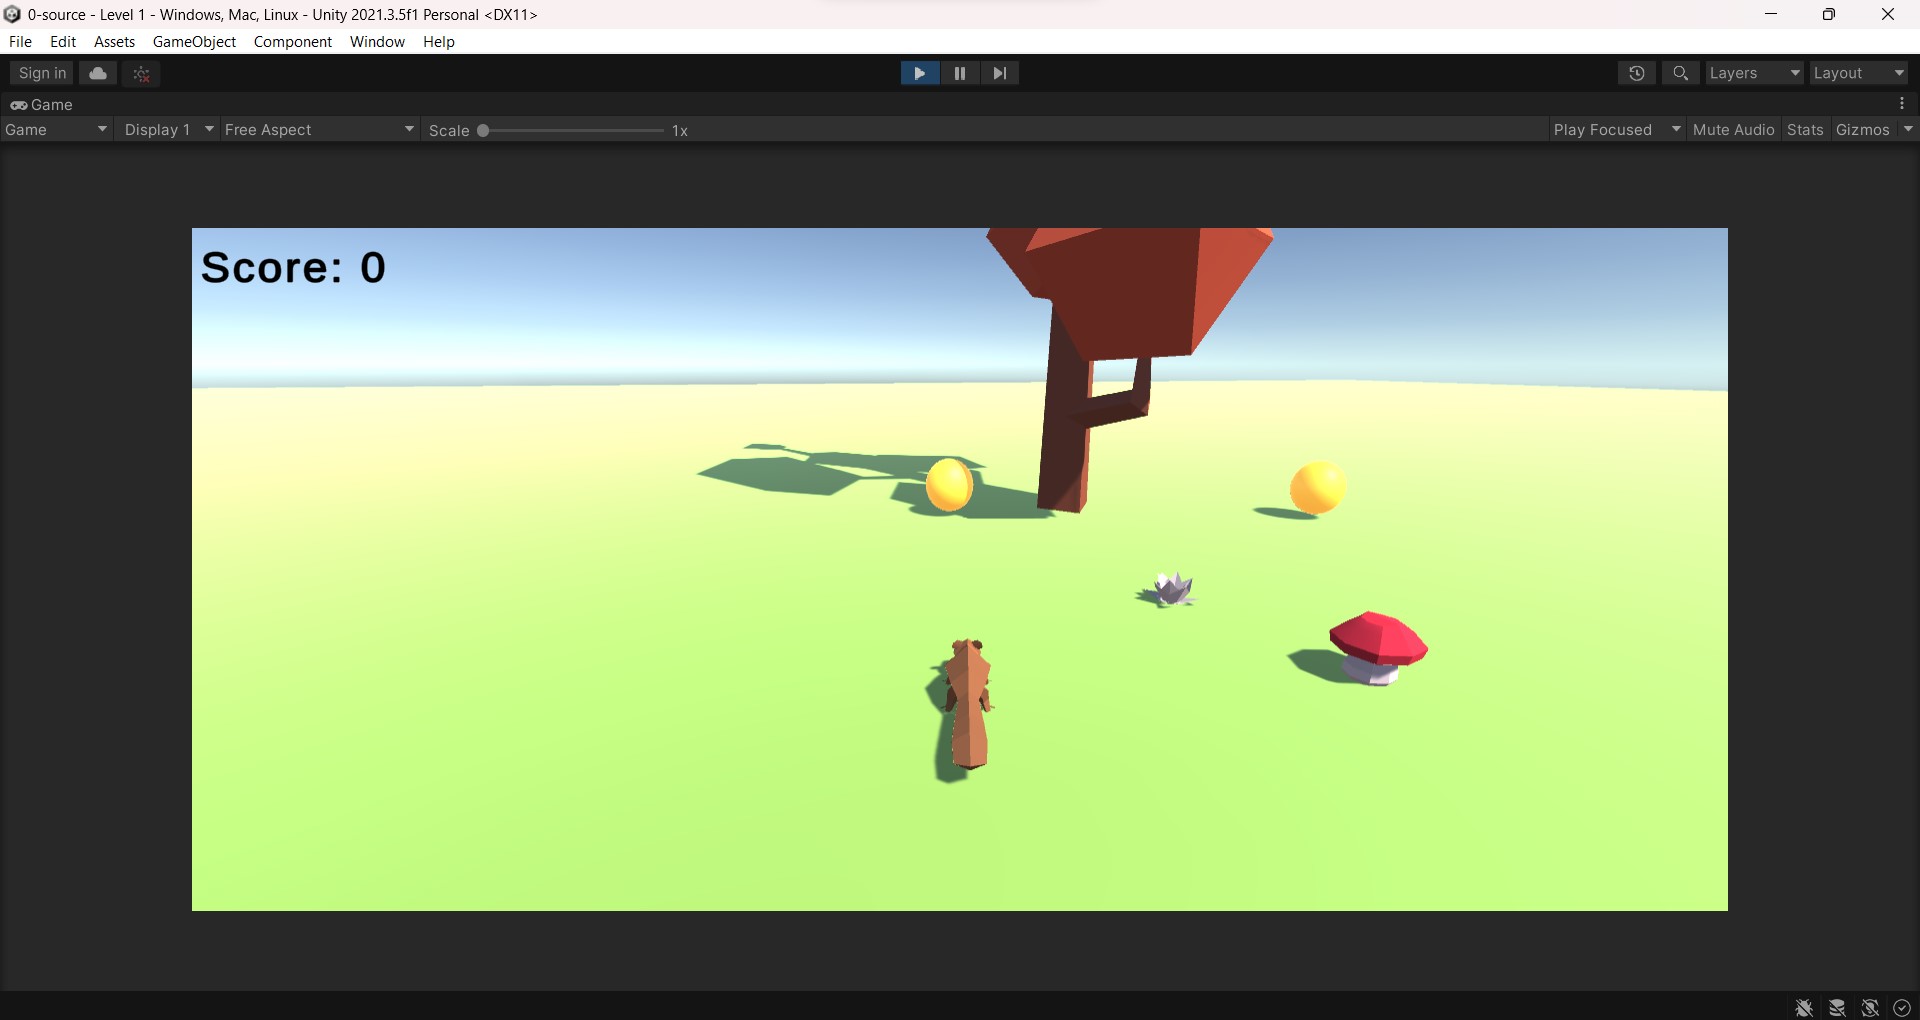 0-source - Level 1 - Windows, Mac, Linux - Unity 2021.3.5f1 Personal <DX11>
File Edit Assets GameObject Component Window Help
Sign in Layers Layout
Game
Game Display 1 Free Aspect Scale 1x Play Focused Mute Audio Stats Gizmos
Score: 0